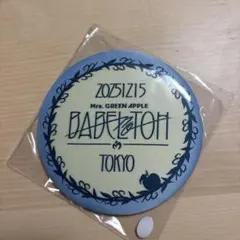 20251215
Mrs. GREEN APPLE
BABEL no TOH
TOKYO